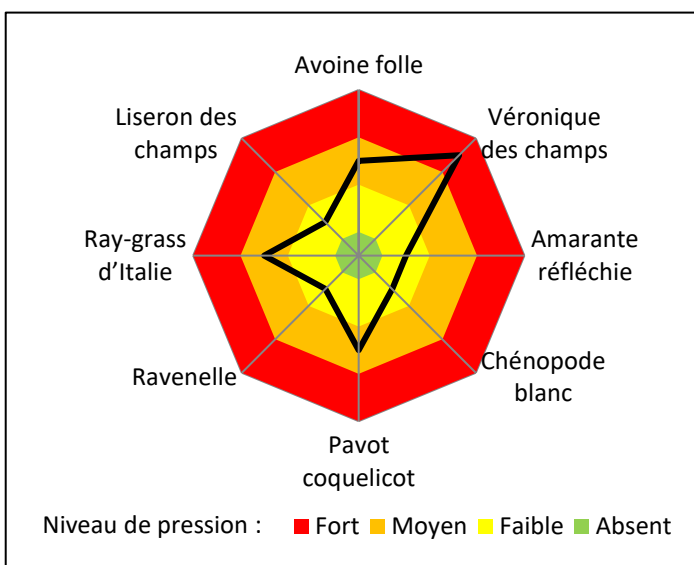 Avoine folle
Liseron des
champs
Véronique
des champs
Ray-grass
d’Italie
Amarante
réfléchie
Ravenelle
Chénopode
blanc
Pavot
coquelicot
Niveau de pression : Fort Moyen Faible Absent